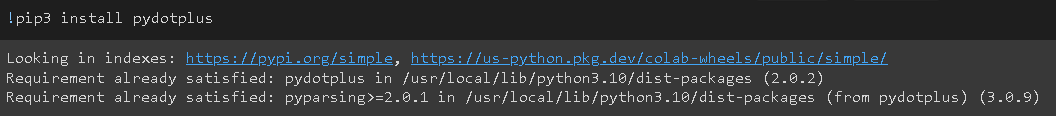 !pip3 install pydotplus
Looking in indexes: https://pypi.org/simple, https://us-python.pkg.dev/colab-wheels/public/simple/
Requirement already satisfied: pydotplus in /usr/local/lib/python3.10/dist-packages (2.0.2)
Requirement already satisfied: pyparsing>=2.0.1 in /usr/local/lib/python3.10/dist-packages (from pydotplus) (3.0.9)